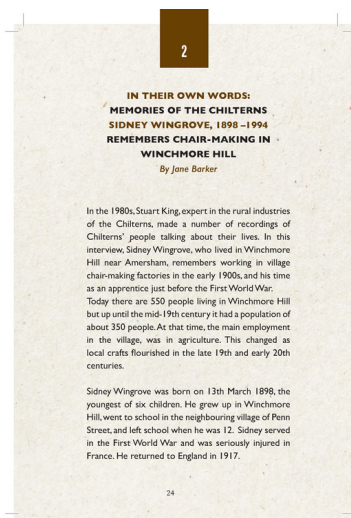 2
IN THEIR OWN WORDS:
MEMORIES OF THE CHILTERNS
SIDNEY WINGROVE, 1898 –1994
REMEMBERS CHAIR-MAKING IN
WINCHMORE HILL
By Jane Barker
In the 1980s, Stuart King, expert in the rural industries
of the Chilterns, made a number of recordings of
Chilterns' people talking about their lives. In this
interview, Sidney Wingrove, who lived in Winchmore
Hill near Amersham, remembers working in village
chair-making factories in the early 1900s, and his time
as an apprentice just before the First World War.
Today there are 550 people living in Winchmore Hill
but up until the mid-19th century it had a population of
about 350 people. At that time, the main employment
in the village, was in agriculture. This changed as
local crafts flourished in the late 19th and early 20th
centuries.
Sidney Wingrove was born on 13th March 1898, the
youngest of six children. He grew up in Winchmore
Hill, went to school in the neighbouring village of Penn
Street, and left school when he was 12. Sidney served
in the First World War and was seriously injured in
France. He returned to England in 1917.
24